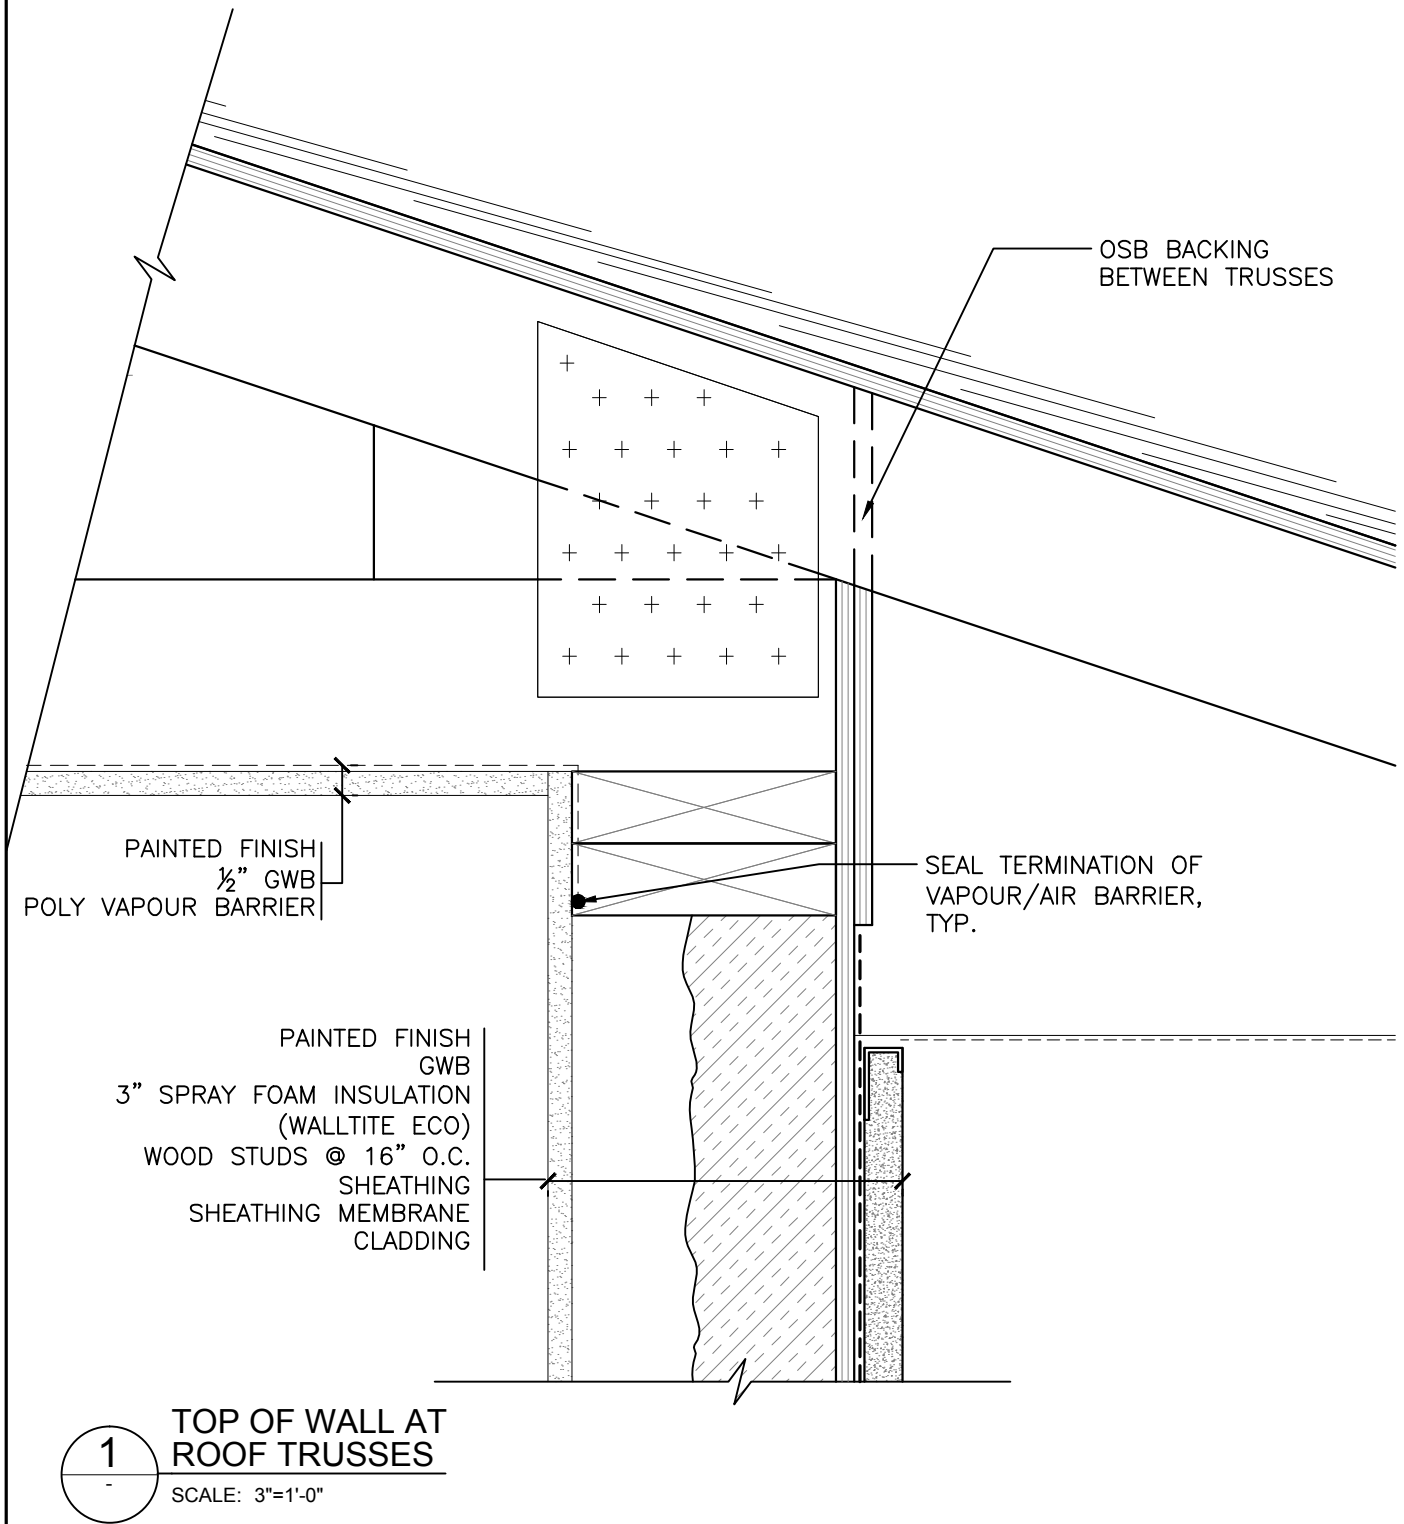 OSB BACKING
BETWEEN TRUSSES
PAINTED FINISH
½" GWB
POLY VAPOUR BARRIER
SEAL TERMINATION OF
VAPOUR/AIR BARRIER,
TYP.
PAINTED FINISH
GWB
3" SPRAY FOAM INSULATION
(WALLTITE ECO)
WOOD STUDS @ 16" O.C.
SHEATHING
SHEATHING MEMBRANE
CLADDING
1
-
TOP OF WALL AT
ROOF TRUSSES
SCALE: 3"=1'-0"